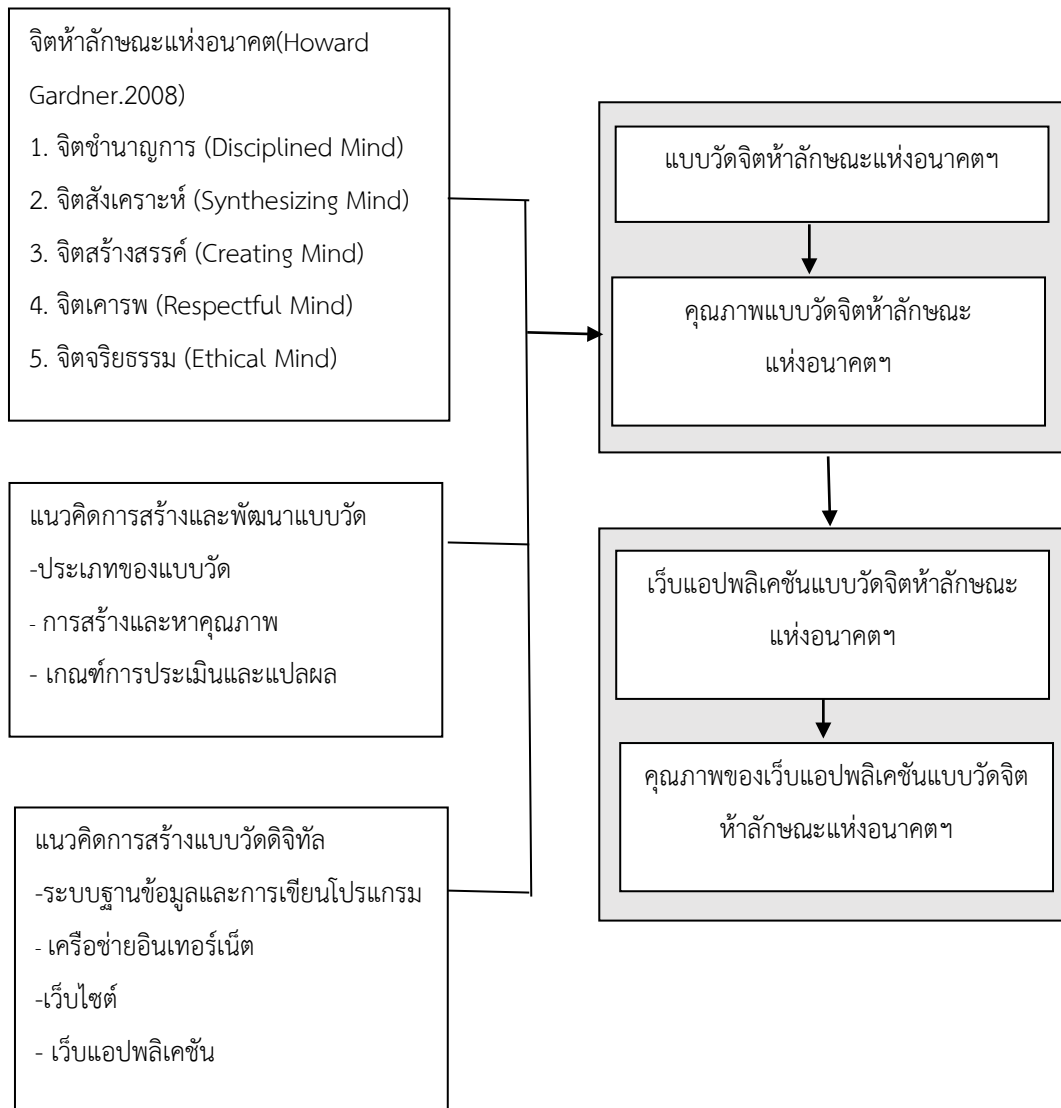 จิตห้าลักษณะแห่งอนาคต(Howard
Gardner.2008)
1. จิตชำนาญการ (Disciplined Mind)
2. จิตสังเคราะห์ (Synthesizing Mind)
3. จิตสร้างสรรค์ (Creating Mind)
4. จิตเคารพ (Respectful Mind)
5. จิตจริยธรรม (Ethical Mind)
แนวคิดการสร้างและพัฒนาแบบวัด
-ประเภทของแบบวัด
- การสร้างและหาคุณภาพ
- เกณฑ์การประเมินและแปลผล
แนวคิดการสร้างแบบวัดดิจิทัล
-ระบบฐานข้อมูลและการเขียนโปรแกรม
- เครือช่ายอินเทอร์เน็ต
-เว็บไซต์
- เว็บแอปพลิเคชัน
แบบวัดจิตห้าลักษณะแห่งอนาคตฯ
คุณภาพแบบวัดจิตห้าลักษณะ
แห่งอนาคตฯ
เว็บแอปพลิเคชันแบบวัดจิตห้าลักษณะ
แห่งอนาคตฯ
คุณภาพของเว็บแอปพลิเคชันแบบวัดจิต
ห้าลักษณะแห่งอนาคตฯ